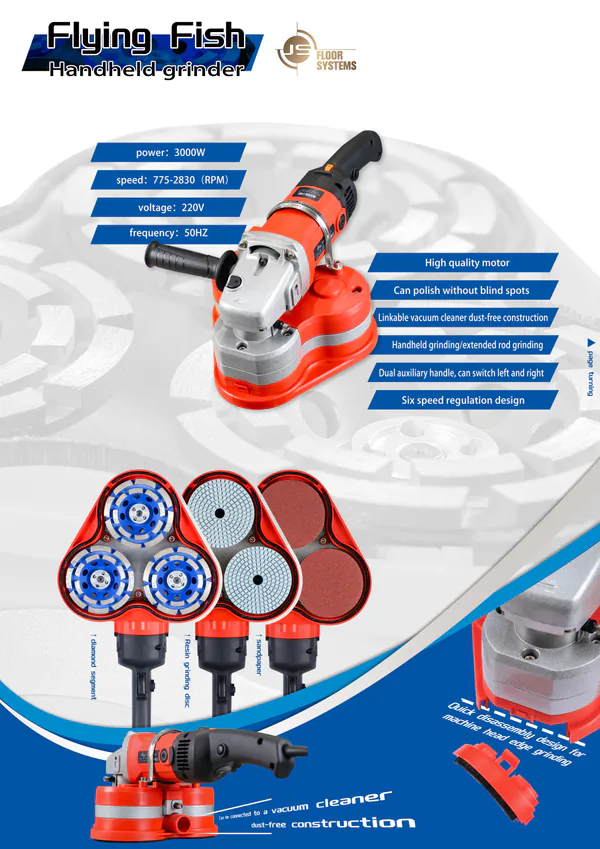 Flying Fish
Handheld grinder
JS
FLOOR
SYSTEMS
power: 3000W
speed: 775-2830（RPM）
voltage: 220V
frequency: 50HZ
High quality motor
Can polish without blind spots
Linkable vacuum cleaner dust-free construction
Handheld grinding/extended rod grinding
Dual auxiliary handle, can switch left and right
Six speed regulation design
▲ page turning
↑ diamond segment
↑ Resin grinding disc
↑ sandpaper
Quick disassembly design for
machine head edge grinding
Can be connected to a vacuum cleaner
dust-free construction